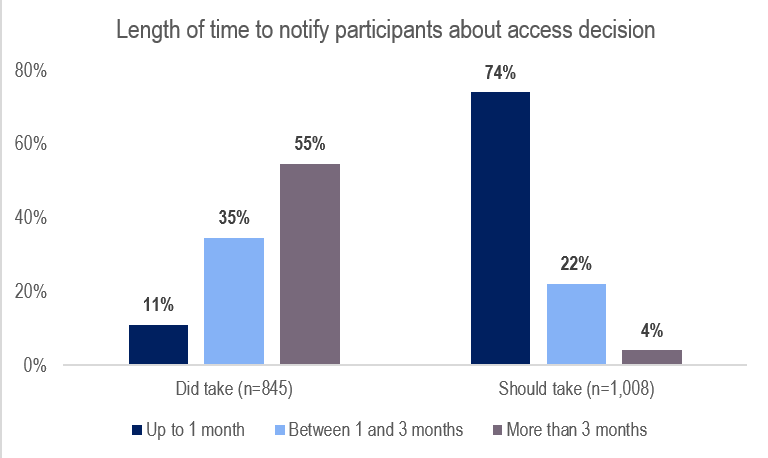 Length of time to notify participants about access decision
80%
60%
40%
20%
0%
11%
35%
55%
74%
22%
4%
Did take (n=845)
Should take (n=1,008)
Up to 1 month
Between 1 and 3 months
More than 3 months